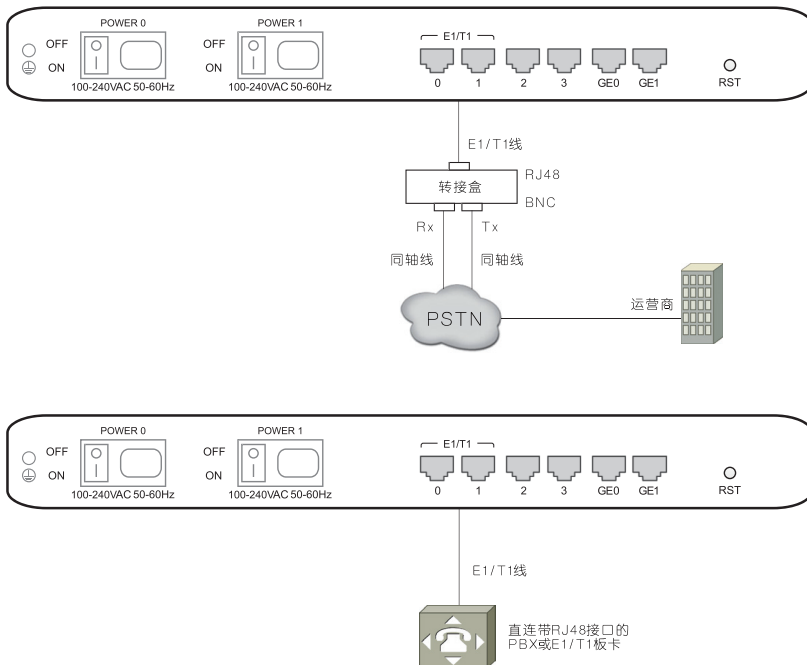 POWER 0
POWER 1
OFF
OFF
E1/T1
ON
ON
100-240VAC 50-60Hz
100-240VAC 50-60Hz
0
1
2
3
GE0
GE1
RST
E1/T1线
转接盒
RJ48
BNC
Rx
Tx
同轴线
同轴线
PSTN
运营商
POWER 0
POWER 1
OFF
OFF
E1/T1
ON
ON
100-240VAC 50-60Hz
100-240VAC 50-60Hz
0
1
2
3
GE0
GE1
RST
E1/T1线
直连带RJ48接口的
PBX或E1/T1板卡